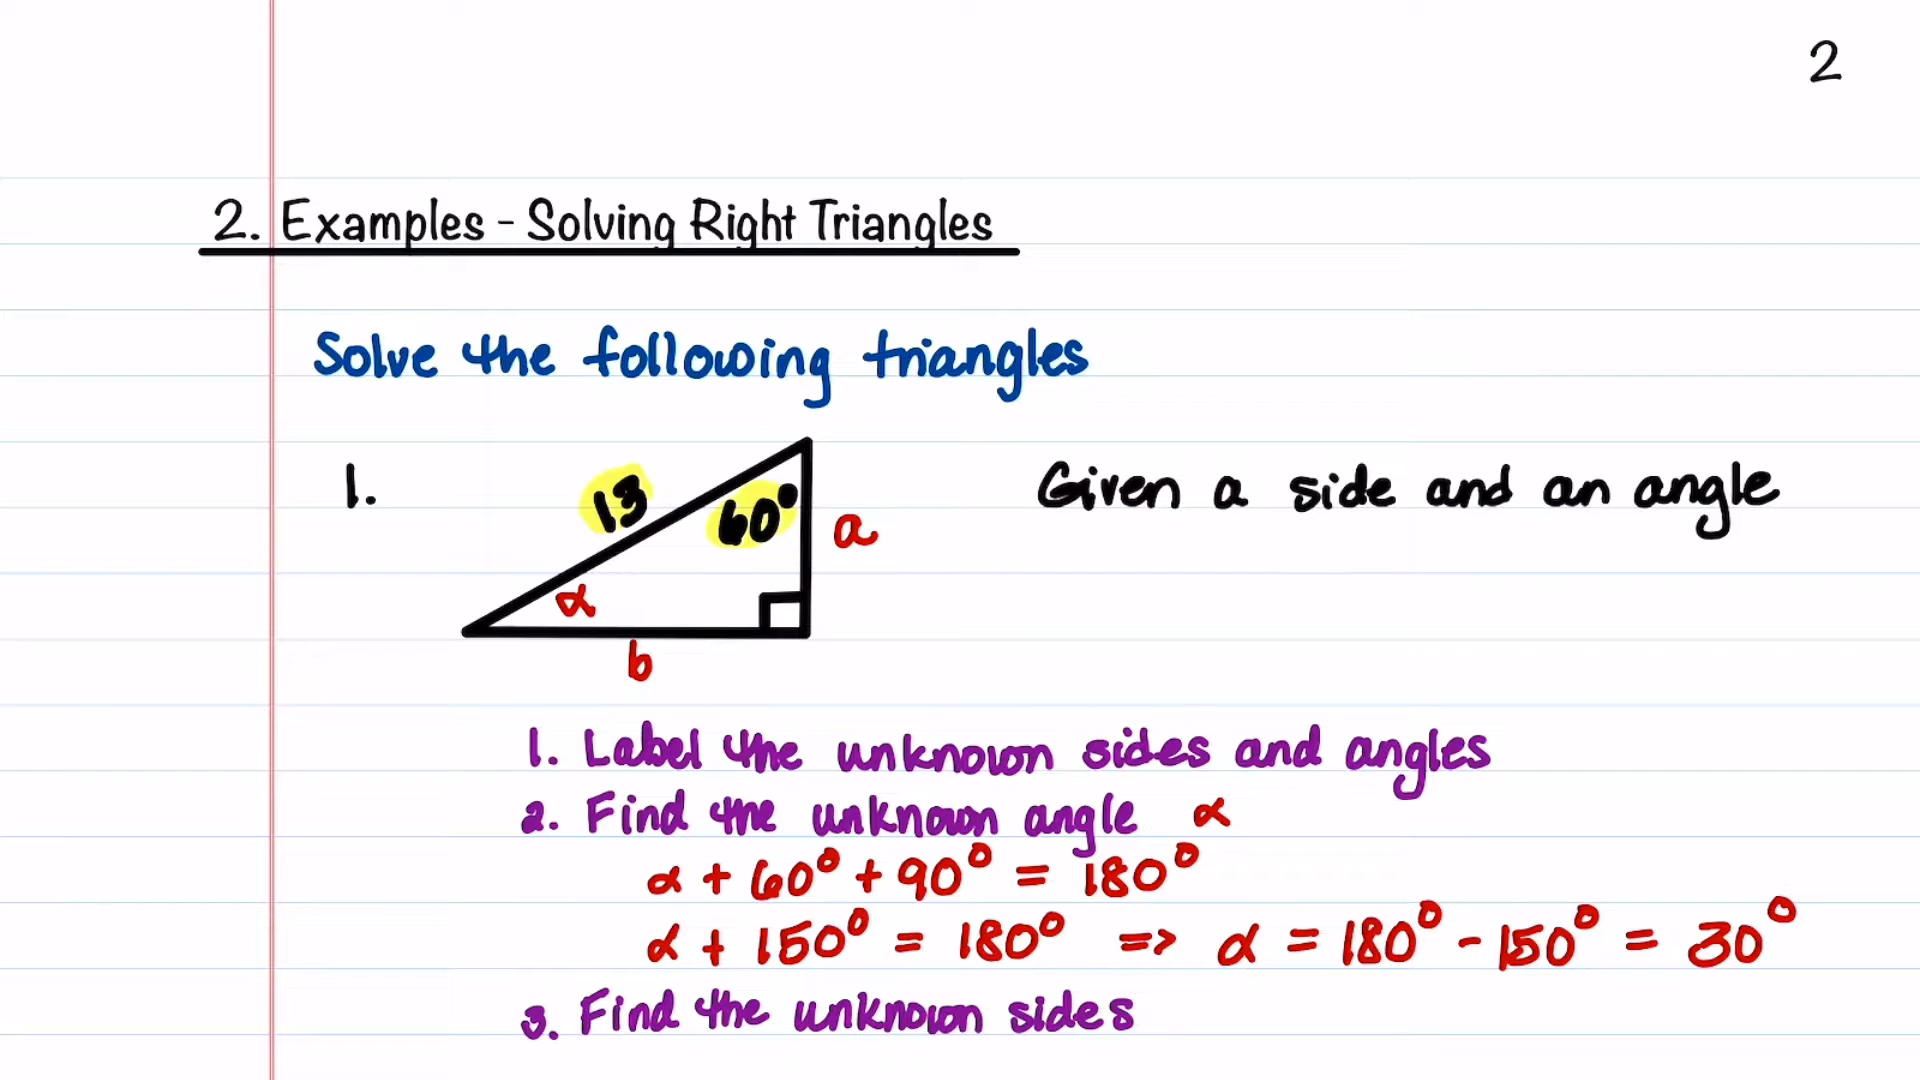 2
2. Examples - Solving Right Triangles
Solve the following triangles
1.
13
60°
a
α
b
Given a side and an angle
1. Label the unknown sides and angles
2. Find the unknown angle α
α + 60° + 90° = 180°
α + 150° = 180° => α = 180° - 150° = 30°
3. Find the unknown sides